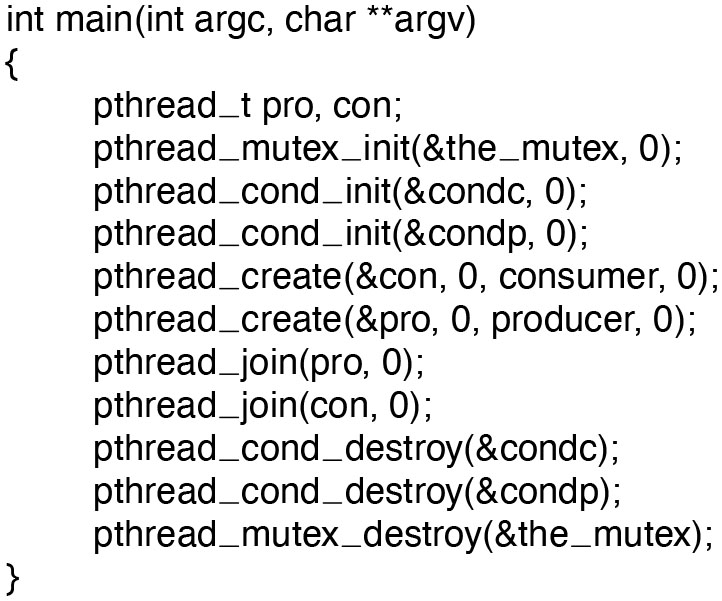 int main(int argc, char **argv)
{
pthread_t pro, con;
pthread_mutex_init(&the_mutex, 0);
pthread_cond_init(&condc, 0);
pthread_cond_init(&condp, 0);
pthread_create(&con, 0, consumer, 0);
pthread_create(&pro, 0, producer, 0);
pthread_join(pro, 0);
pthread_join(con, 0);
pthread_cond_destroy(&condc);
pthread_cond_destroy(&condp);
pthread_mutex_destroy(&the_mutex);
}